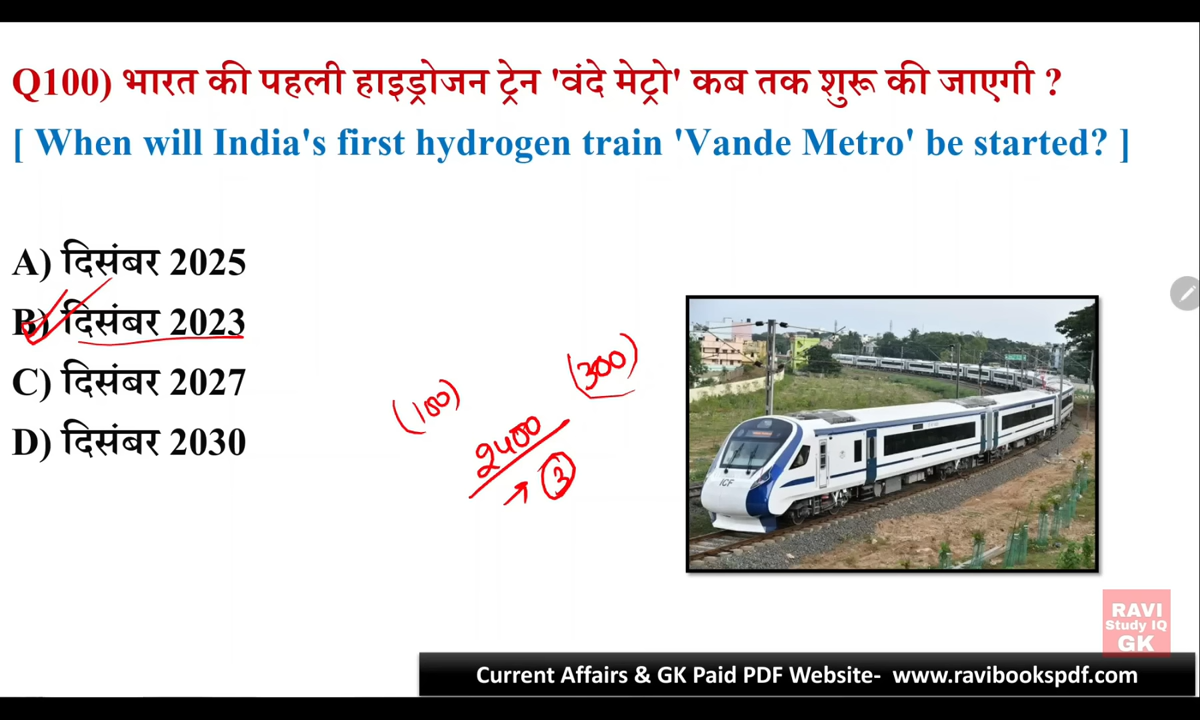 Q100) भारत की पहली हाइड्रोजन ट्रेन 'वंदे मेट्रो' कब तक शुरू की जाएगी ?
[ When will India's first hydrogen train 'Vande Metro' be started? ]
A) दिसंबर 2025
B) दिसंबर 2023
C) दिसंबर 2027
D) दिसंबर 2030
(100)
2400
3
(300)
ICF
RAVI
Study IQ
GK
Current Affairs & GK Paid PDF Website- www.ravibookspdf.com